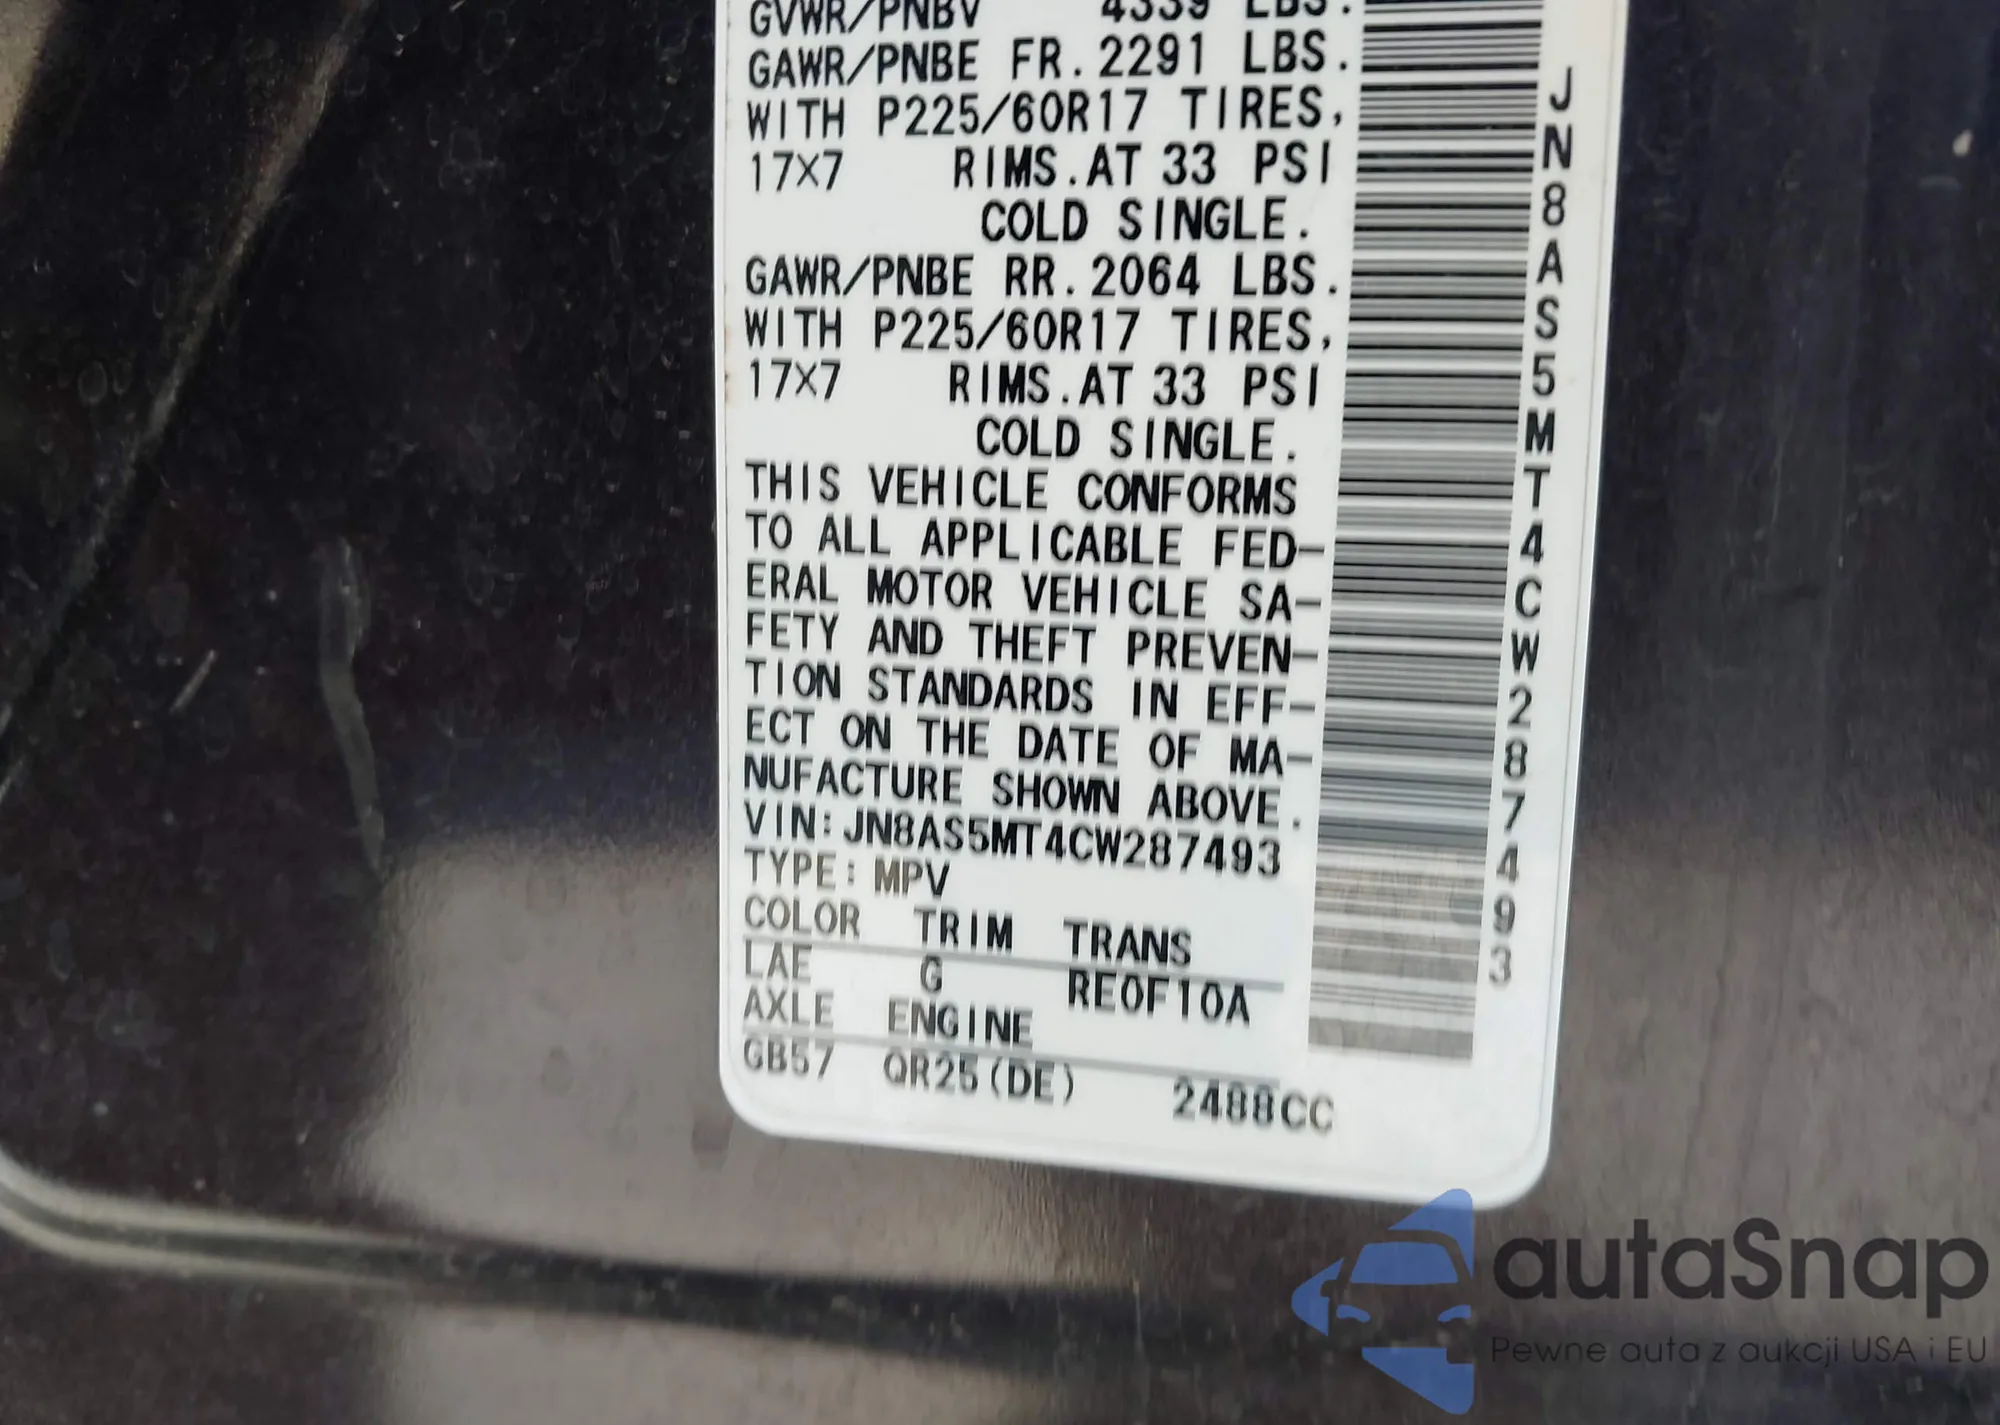 GVWR/PNBV 4339 LBS.
GAWR/PNBE FR.2291 LBS.
WITH P225/60R17 TIRES,
17X7 RIMS.AT 33 PSI
COLD SINGLE.
GAWR/PNBE RR.2064 LBS.
WITH P225/60R17 TIRES,
17X7 RIMS.AT 33 PSI
COLD SINGLE.
THIS VEHICLE CONFORMS
TO ALL APPLICABLE FED-
ERAL MOTOR VEHICLE SA-
FETY AND THEFT PREVEN-
TION STANDARDS IN EFF-
ECT ON THE DATE OF MA-
NUFACTURE SHOWN ABOVE.
VIN:JN8AS5MT4CW287493
TYPE:MPV
COLOR TRIM TRANS
LAE G RE0F10A
AXLE ENGINE
GB57 QR25(DE) 2488CC
JN8AS5MT4CW287493
autaSnap
Pewne auta z aukcji USA i EU